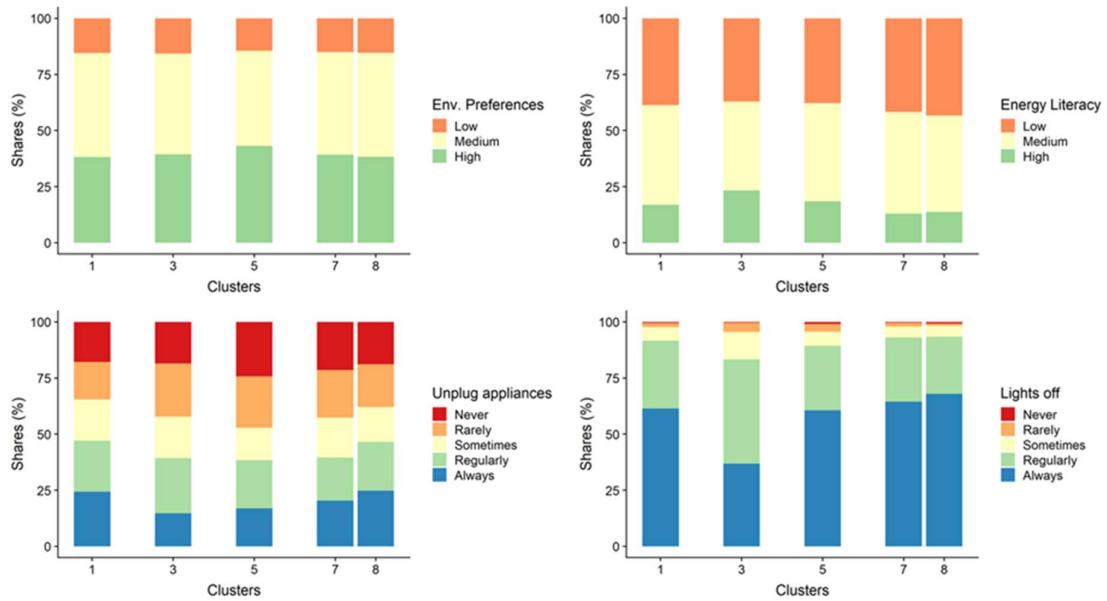 100
75
50
25
0
Shares (%)
1 3 5 7 8
Clusters
Env. Preferences
Low
Medium
High
100
75
50
25
0
Shares (%)
1 3 5 7 8
Clusters
Energy Literacy
Low
Medium
High
100
75
50
25
0
Shares (%)
1 3 5 7 8
Clusters
Unplug appliances
Never
Rarely
Sometimes
Regularly
Always
100
75
50
25
0
Shares (%)
1 3 5 7 8
Clusters
Lights off
Never
Rarely
Sometimes
Regularly
Always